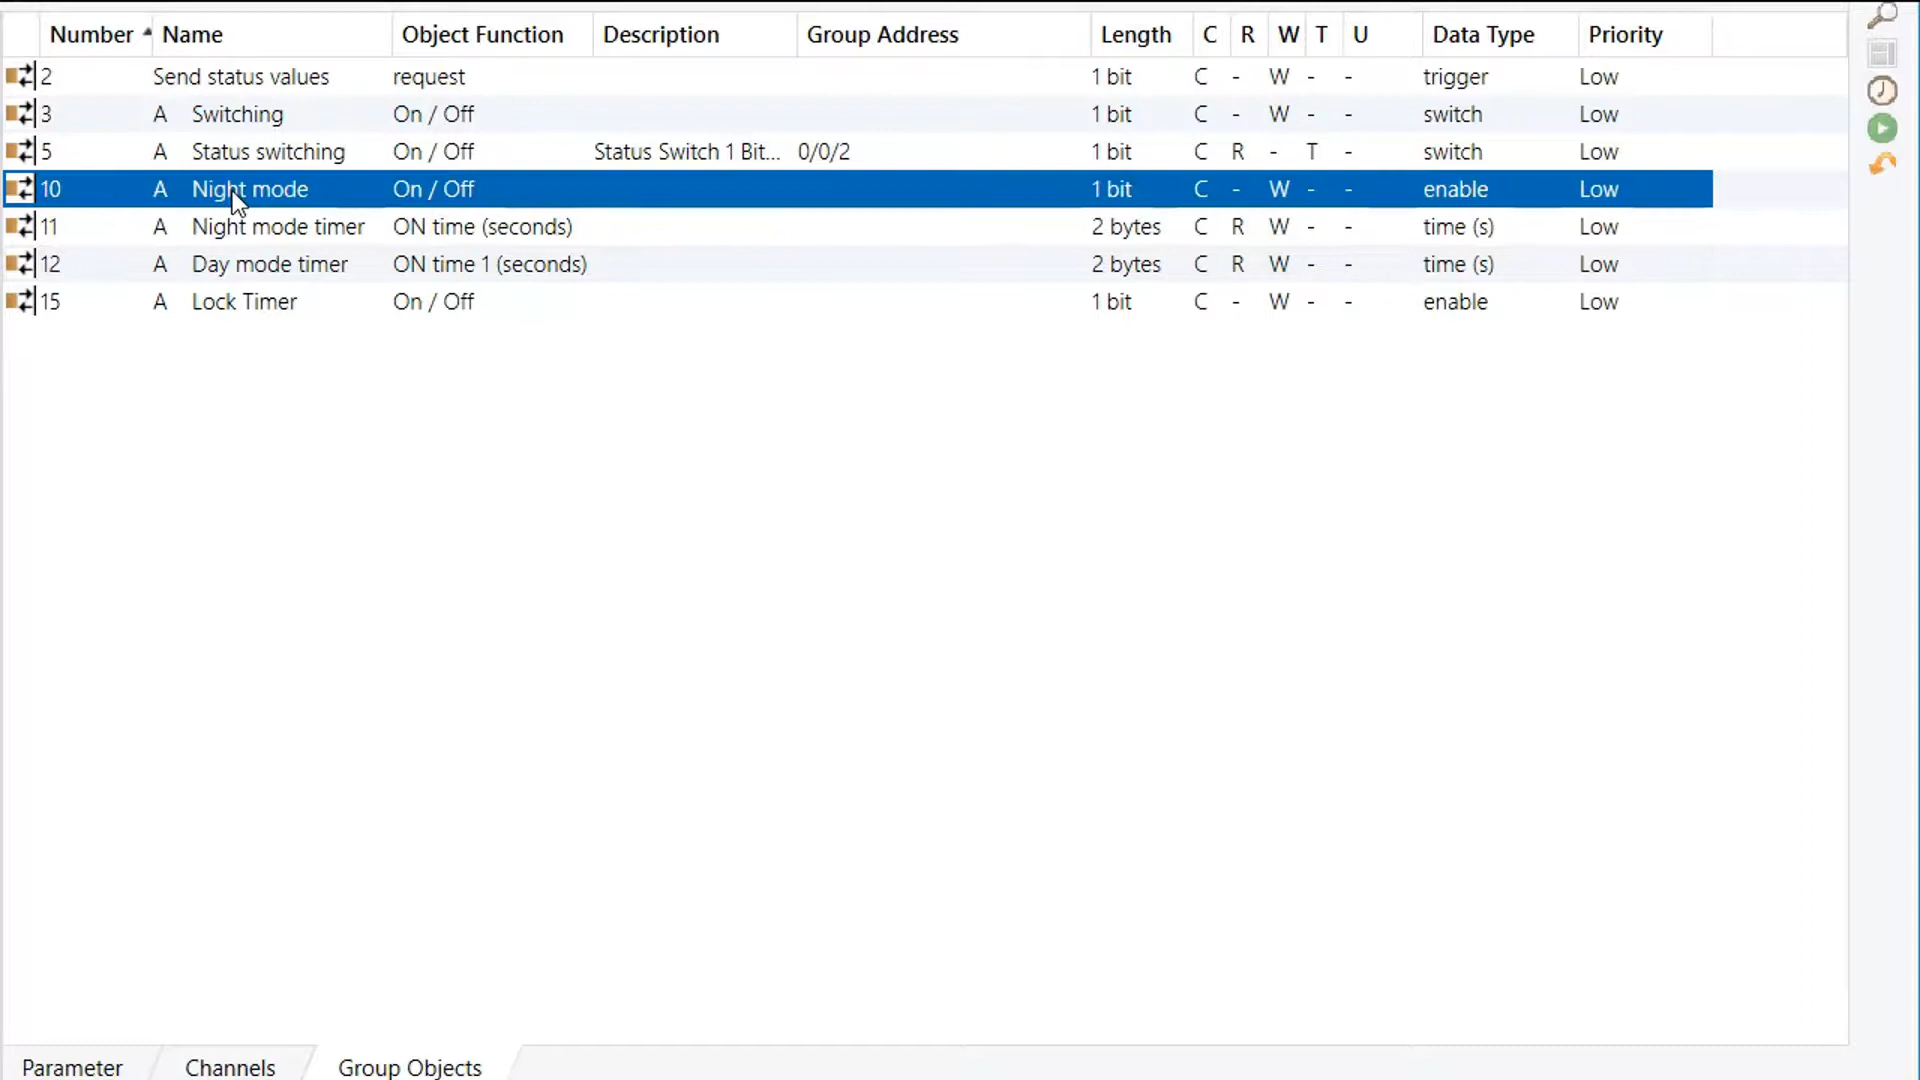 Number Name Object Function Description Group Address Length C R W T U Data Type Priority
2 Send status values request 1 bit C - W - - trigger Low
3 A Switching On / Off 1 bit C - W - - switch Low
5 A Status switching On / Off Status Switch 1 Bit... 0/0/2 1 bit C R - T - switch Low
10 A Night mode On / Off 1 bit C - W - - enable Low
11 A Night mode timer ON time (seconds) 2 bytes C R W - - time (s) Low
12 A Day mode timer ON time 1 (seconds) 2 bytes C R W - - time (s) Low
15 A Lock Timer On / Off 1 bit C - W - - enable Low
Parameter Channels Group Objects